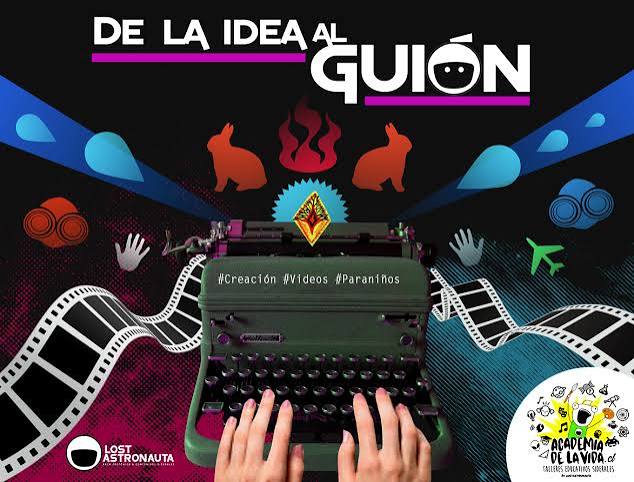 DE LA IDEA AL
GUIÓN
#Creación #Videos #Paraniños
LOST
ASTRONAUTA
ACADEMIA
DE LA VIDA.cl
TALLERES EDUCATIVOS SIDERALES